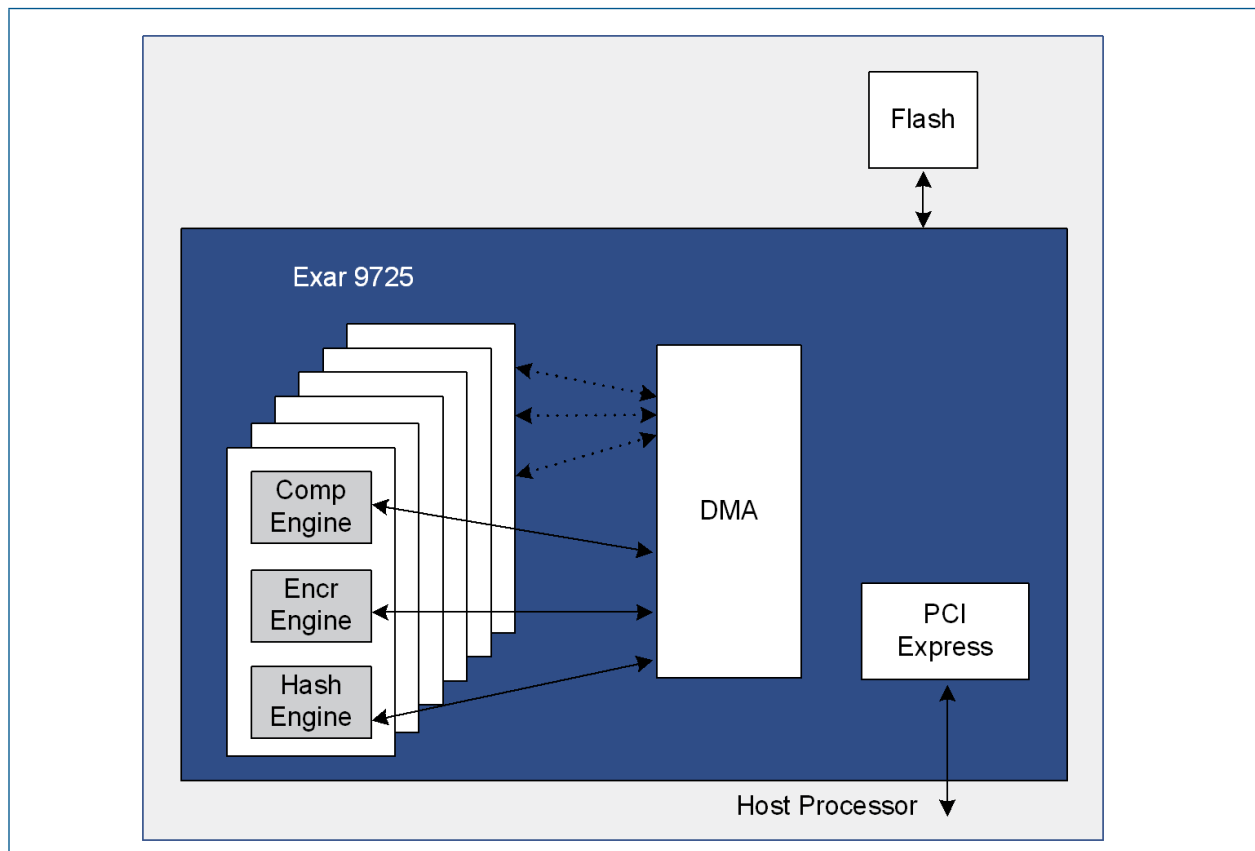 Flash
Exar 9725
Comp
Engine
Encr
Engine
Hash
Engine
DMA
PCI
Express
Host Processor